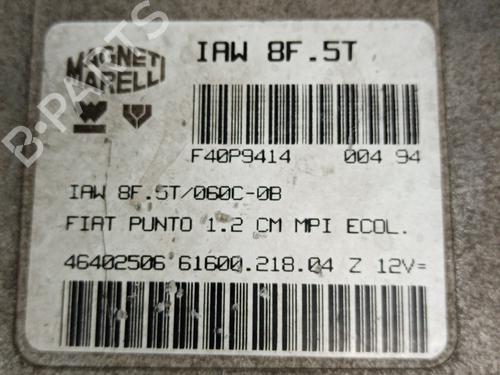 MAGNETI MARELLI
IAW 8F.5T
F40P9414 004 94
IAW 8F.5T/060C-0B
FIAT PUNTO 1.2 CM MPI ECOL.
46402506 61600.218.04 Z 12V=
B-PARTS